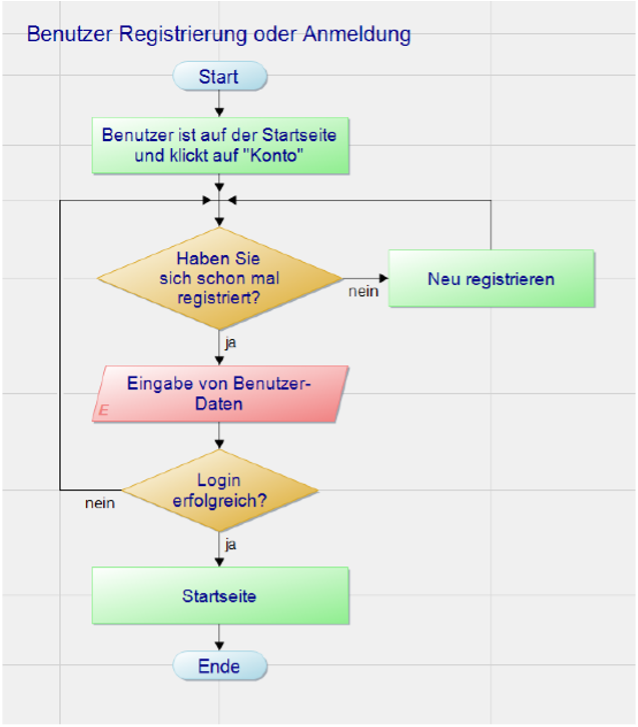 Benutzer Registrierung oder Anmeldung
Start
Benutzer ist auf der Startseite
und klickt auf "Konto"
Haben Sie
sich schon mal
registriert?
nein
Neu registrieren
ja
Eingabe von Benutzer-
Daten
E
Login
erfolgreich?
nein
ja
Startseite
Ende